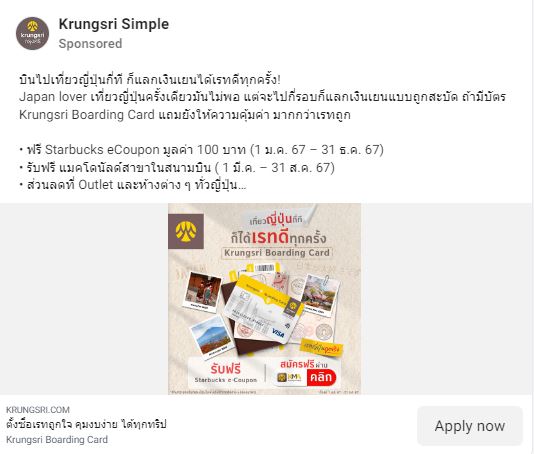 Krungsri Simple
Sponsored
krungsri
กรุงศรี
บินไปเที่ยวญี่ปุ่นกี่ที ก็แลกเงินเยนได้เรทดีทุกครั้ง!
Japan lover เที่ยวญี่ปุ่นครั้งเดียวมันไม่พอ แต่จะไปกี่รอบก็แลกเงินเยนแบบถูกสะบัด ถ้ามีบัตร
Krungsri Boarding Card แถมยังให้ความคุ้มค่า มากกว่าเรทถูก
• ฟรี Starbucks eCoupon มูลค่า 100 บาท (1 ม.ค. 67 – 31 ธ.ค. 67)
• รับฟรี แมคโดนัลด์สาขาในสนามบิน ( 1 มี.ค. – 31 ส.ค. 67)
• ส่วนลดที่ Outlet และห้างต่าง ๆ ทั่วญี่ปุ่น...
เที่ยวญี่ปุ่นกี่ที
ก็ได้เรทดีทุกครั้ง
Krungsri Boarding Card
VISA
รับฟรี
Starbucks e-Coupon
สมัครฟรีผ่าน
KMA
คลิก
KRUNGSRI.COM
ตั้งซื้อเรทถูกใจ คุมงบง่าย ได้ทุกทริป
Krungsri Boarding Card
Apply now